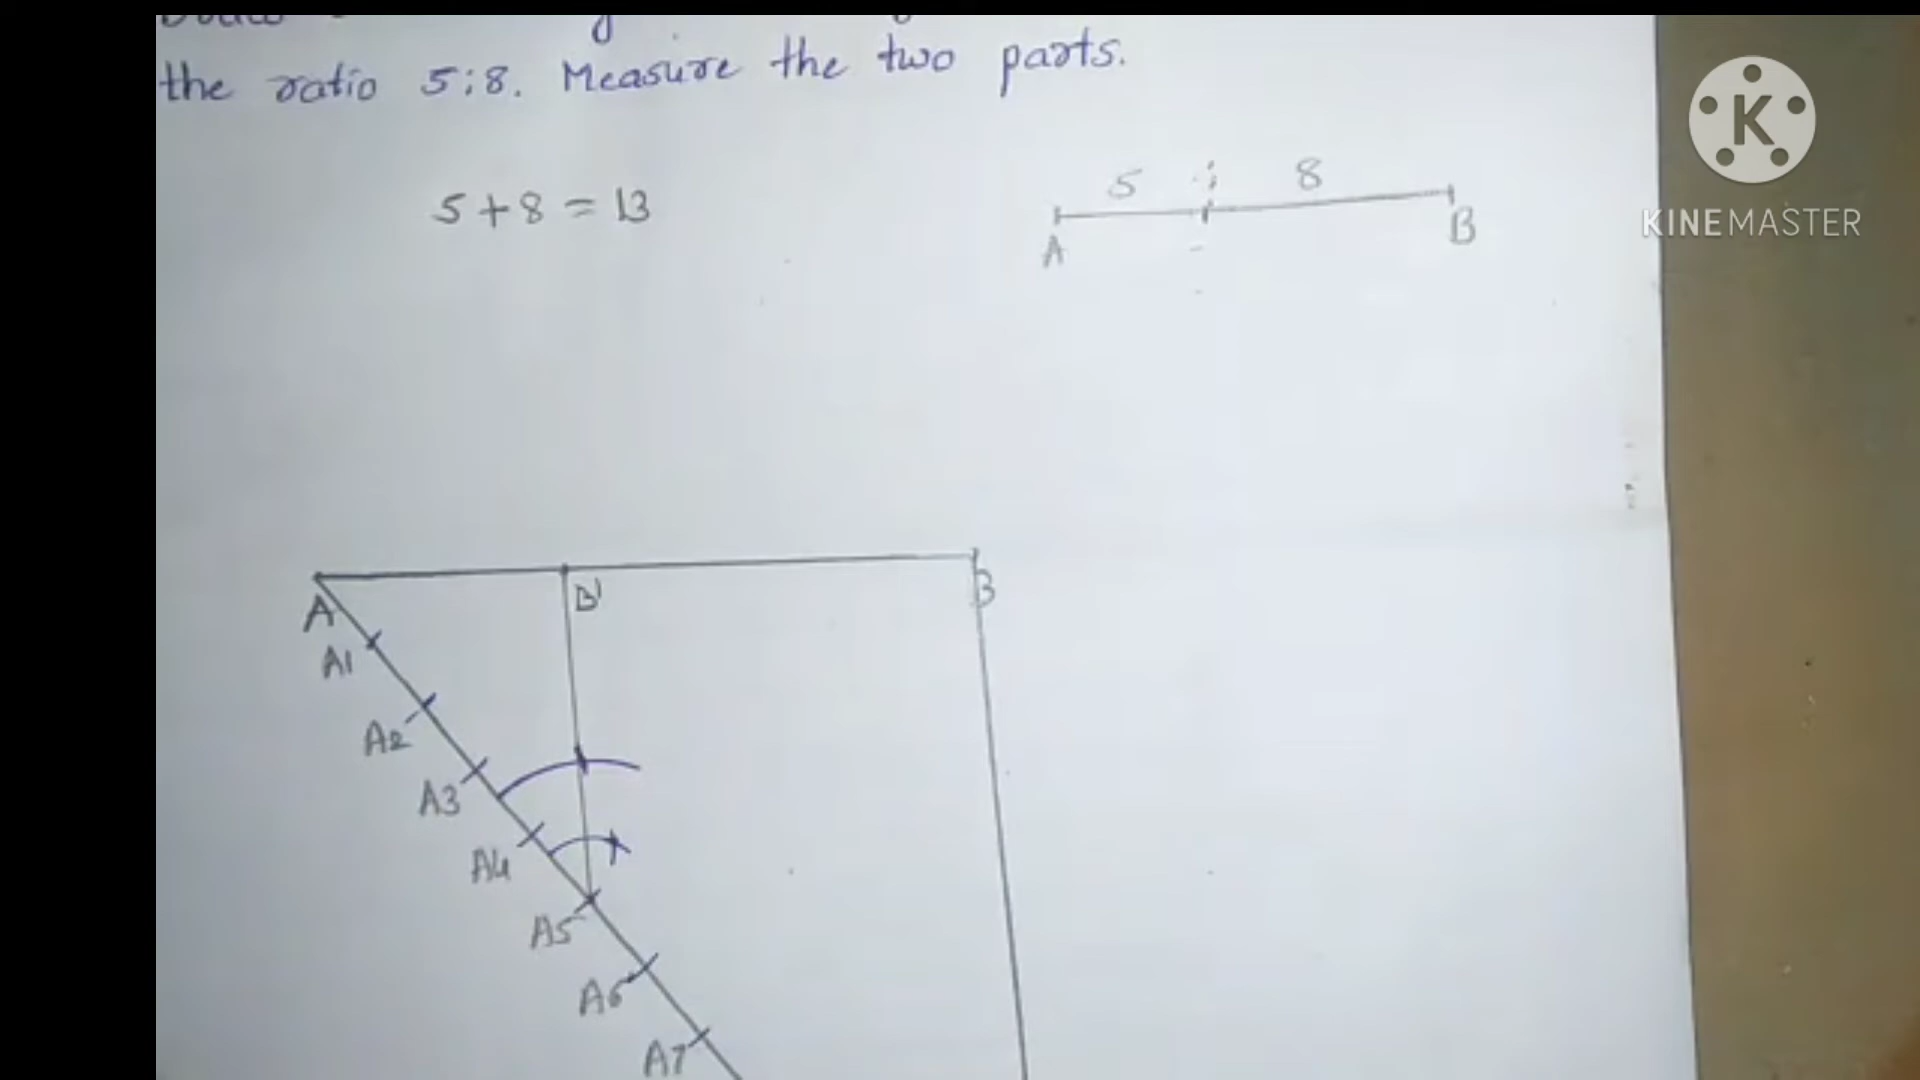 the ratio 5:8. Measure the two parts.
5 + 8 = 13
5 : 8
A B
KINEMASTER
A B' B
A1
A2
A3
A4
A5
A6
A7